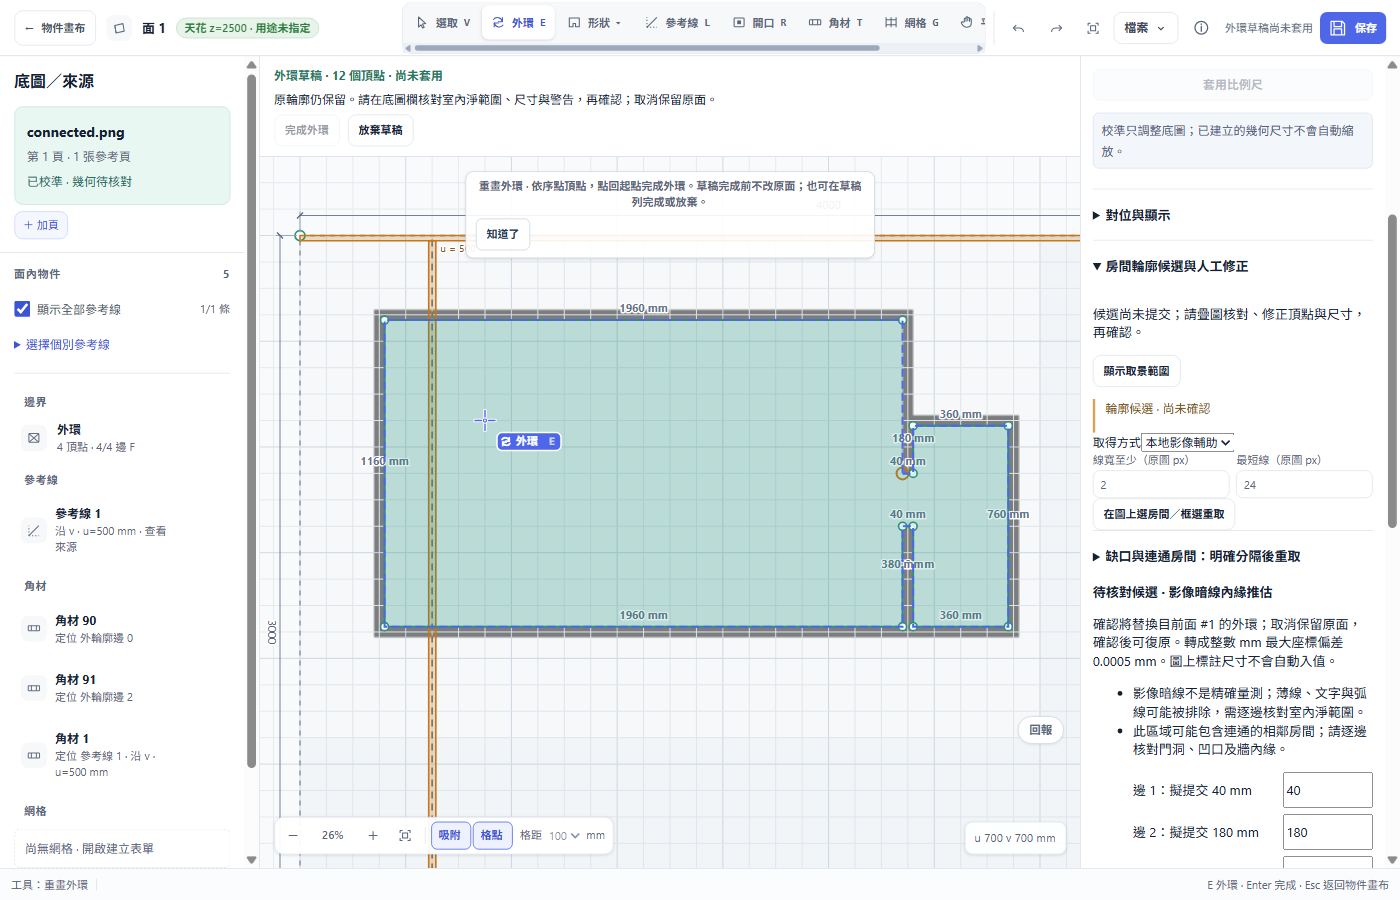 ← 物件畫布
面 1
天花 z=2500 · 用途未指定
選取 V
外環 E
形狀
參考線 L
開口 R
角材 T
網格 G
檔案
外環草稿尚未套用
保存
底圖／來源
connected.png
第 1 頁 · 1 張參考頁
已校準 · 幾何待核對
＋ 加頁
面內物件 5
顯示全部參考線 1/1 條
▶ 選擇個別參考線
邊界
外環
4 頂點 · 4/4 邊 F
參考線
參考線 1
沿 v · u=500 mm · 查看
來源
角材
角材 90
定位 外輪廓邊 0
角材 91
定位 外輪廓邊 2
角材 1
定位 參考線 1 · 沿 v ·
u=500 mm
網格
尚無網格 · 開啟建立表單
外環草稿 · 12 個頂點 · 尚未套用
原輪廓仍保留。請在底圖欄核對室內淨範圍、尺寸與警告，再確認；取消保留原面。
完成外環
放棄草稿
重畫外環 · 依序點頂點，點回起點完成外環。草稿完成前不改原面；也可在草稿
列完成或放棄。
4000
知道了
1960 mm
360 mm
180 mm
外環 E
1160 mm
40 mm
40 mm
760 mm
380 mm
1960 mm
360 mm
3000
回報
26%
吸附
格點
格距 100 mm
u 700 v 700 mm
套用比例尺
校準只調整底圖；已建立的幾何尺寸不會自動縮
放。
▶ 對位與顯示
▼ 房間輪廓候選與人工修正
候選尚未提交；請疊圖核對、修正頂點與尺寸，
再確認。
顯示取景範圍
輪廓候選 · 尚未確認
取得方式 本地影像輔助
線寬至少（原圖 px） 最短線（原圖 px）
2 24
在圖上選房間／框選重取
▶ 缺口與連通房間：明確分隔後重取
待核對候選 · 影像暗線內緣推估
確認將替換目前面 #1 的外環；取消保留原面，
確認後可復原。轉成整數 mm 最大座標偏差
0.0005 mm。圖上標註尺寸不會自動入值。
• 影像暗線不是精確量測；薄線、文字與弧
線可能被排除，需逐邊核對室內淨範圍。
• 此區域可能包含連通的相鄰房間；請逐邊
核對門洞、凹口及牆內緣。
邊 1：擬提交 40 mm 40
邊 2：擬提交 180 mm 180
工具：重畫外環
E 外環 · Enter 完成 · Esc 返回物件畫布